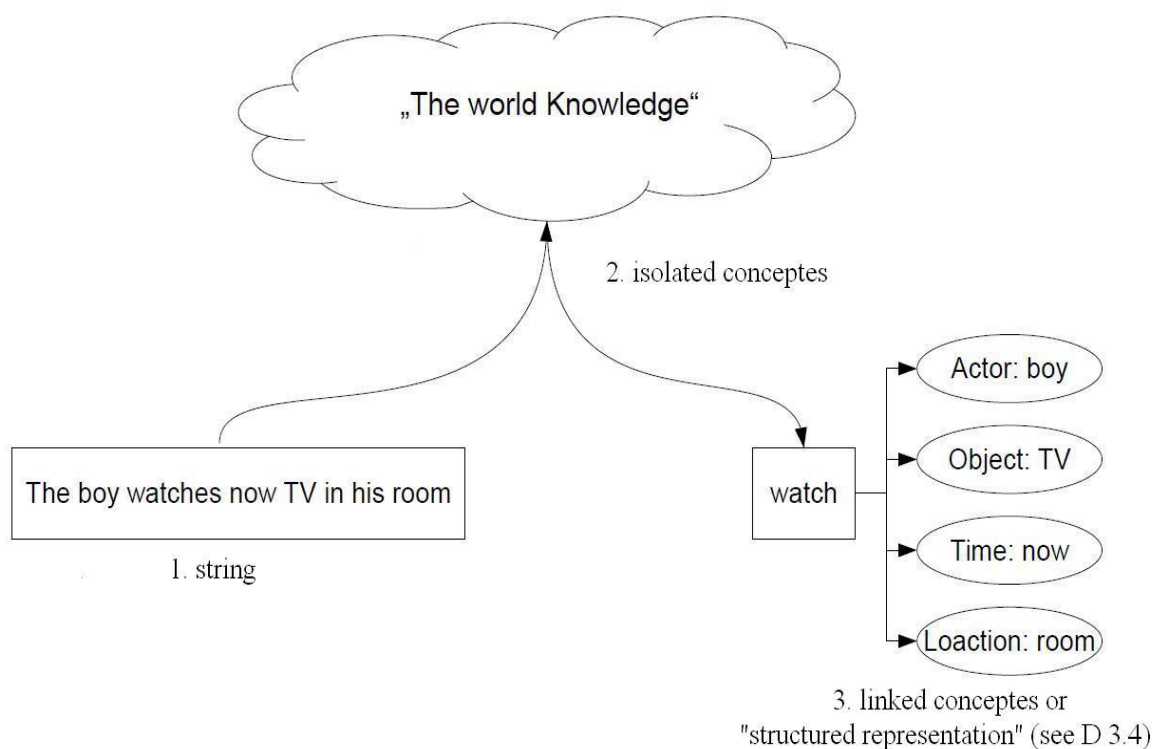 „The world Knowledge“
2. isolated conceptes
The boy watches now TV in his room
1. string
watch
Actor: boy
Object: TV
Time: now
Loaction: room
3. linked conceptes or
"structured representation" (see D 3.4)